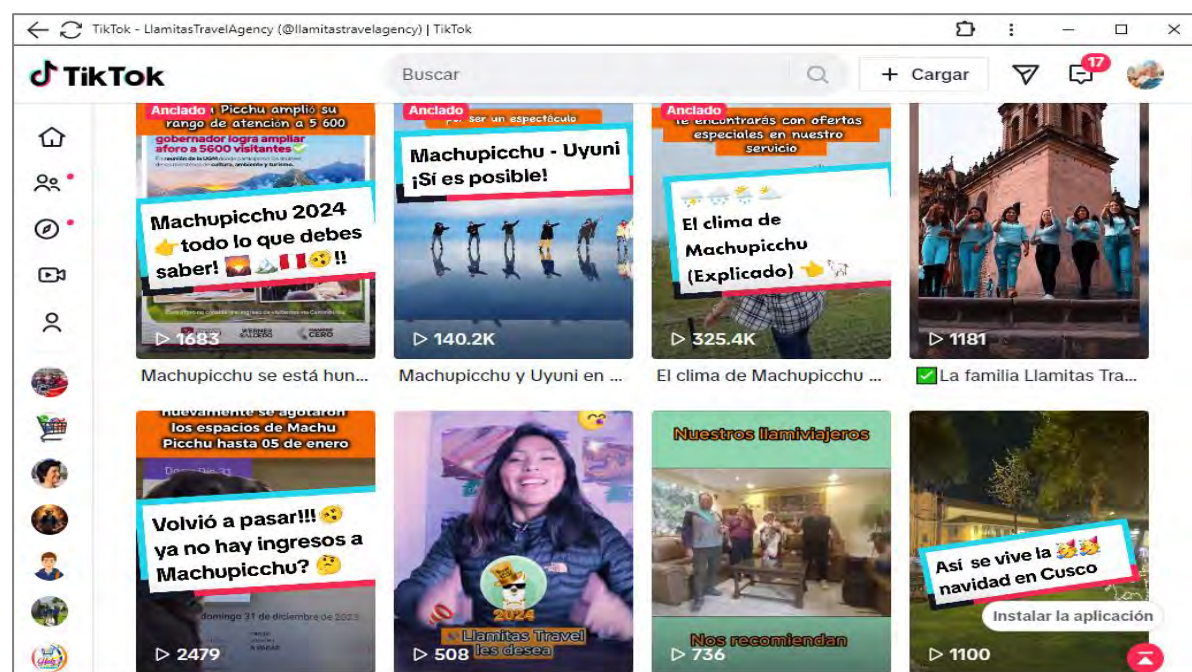 TikTok - LlamitasTravelAgency (@llamitastravelagency) | TikTok
TikTok
Buscar
+ Cargar
17
Anclado
Picchu amplió su
rango de atención a 5 600
gobernador logra ampliar
aforo a 5600 visitantes
Machupicchu 2024
👉todo lo que debes
saber! 🌄🏔️🇵🇪🥳!!
1683
Machupicchu se está hun...
Anclado
por ser un espectáculo
Machupicchu - Uyuni
¡Sí es posible!
140.2K
Machupicchu y Uyuni en ...
Anclado
Te encontrarás con ofertas
especiales en nuestro
servicio
El clima de
Machupicchu
(Explicado) 👉🦙
325.4K
El clima de Machupicchu ...
1181
✅La familia Llamitas Tra...
nuevamente se agotaron
los espacios de Machu
Picchu hasta 05 de enero
Volvió a pasar!!!
ya no hay ingresos a
Machupicchu? 🤔
domingo 31 de diciembre de 2023
2479
2024
Llamitas Travel
les desea
508
Nuestros llamiviajeros
Nos recomiendan
736
Así se vive la 🥳🥳
navidad en Cusco
1100
Instalar la aplicación